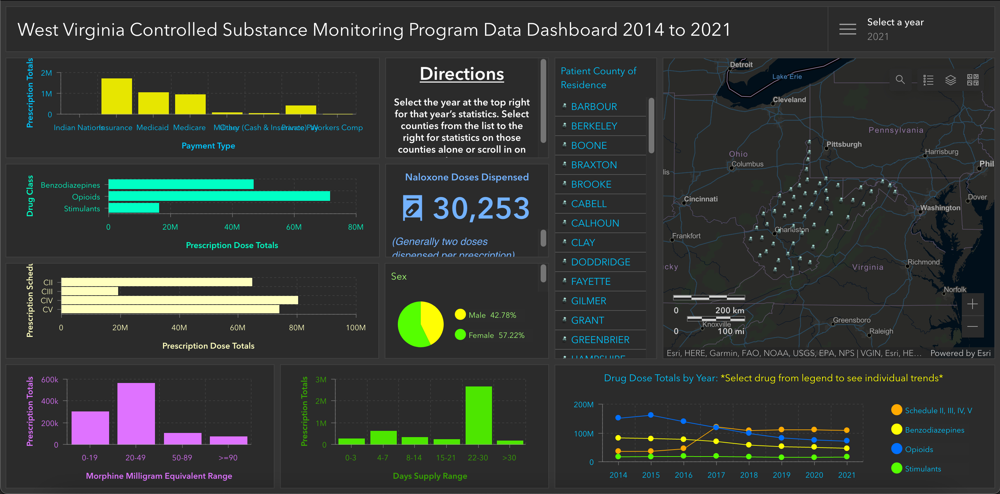 West Virginia Controlled Substance Monitoring Program Data Dashboard 2014 to 2021
Select a year
2021
Prescription Totals
2M
1M
0
Indian Nations
Insurance
Medicaid
Medicare
Military
Other (Cash & Insurance)
Private Pay
Workers Comp
Payment Type
Drug Class
Benzodiazepines
Opioids
Stimulants
0 20M 40M 60M 80M
Prescription Dose Totals
CII
CIII
CIV
CV
Prescription Schedu
0 20M 40M 60M 80M 100M
Prescription Dose Totals
Directions
Select the year at the top right
for that year’s statistics. Select
counties from the list to the
right for statistics on those
counties alone or scroll in on
Naloxone Doses Dispensed
30,253
(Generally two doses
dispensed per prescription)
Sex
Male 42.78%
Female 57.22%
Patient County of
Residence
BARBOUR
BERKELEY
BOONE
BRAXTON
BROOKE
CABELL
CALHOUN
CLAY
DODDRIDGE
FAYETTE
GILMER
GRANT
GREENBRIER
HAMPSHIRE
Detroit
Lake Erie
Cleveland
Pennsylvania
Pittsburgh
Harrisburg
Ohio
Columbus
Phil
lis
Cincinnati
Dover
Washington
Charleston
Frankfort
cky
Virginia
Richmond
Norfolk
0 200 km
Knoxville
0 100 mi
Greensboro
Raleigh
Esri, HERE, Garmin, FAO, NOAA, USGS, EPA, NPS | VGIN, Esri, HE...
Powered by Esri
Prescription Totals
600k
400k
200k
0
0-19 20-49 50-89 >=90
Morphine Milligram Equivalent Range
Prescription Totals
3M
2M
1M
0
0-3 4-7 8-14 15-21 22-30 >30
Days Supply Range
Drug Dose Totals by Year: *Select drug from legend to see individual trends*
200M
100M
0
2014 2015 2016 2017 2018 2019 2020 2021
Schedule II, III, IV, V
Benzodiazepines
Opioids
Stimulants